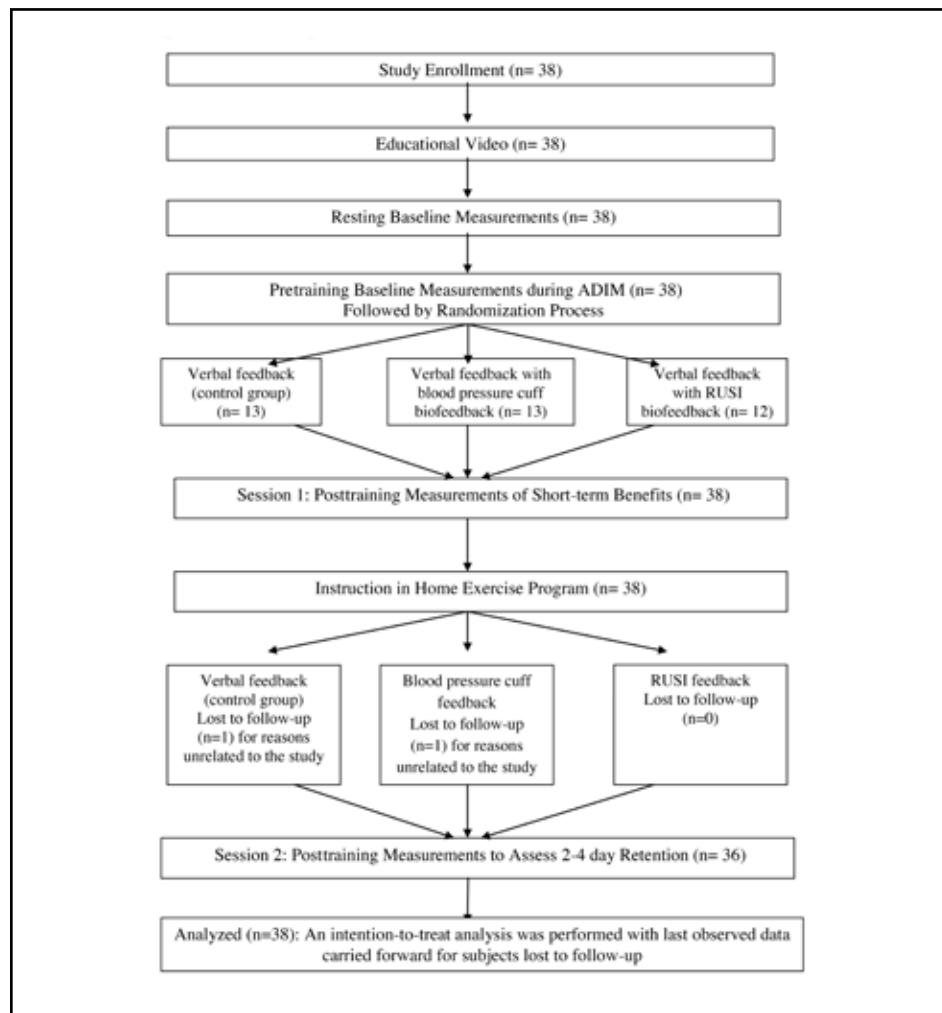 Study Enrollment (n= 38)
Educational Video (n= 38)
Resting Baseline Measurements (n= 38)
Pretraining Baseline Measurements during ADIM (n= 38)
Followed by Randomization Process
Verbal feedback
(control group)
(n= 13)
Verbal feedback with
blood pressure cuff
biofeedback (n= 13)
Verbal feedback
with RUSI
biofeedback (n= 12)
Session 1: Posttraining Measurements of Short-term Benefits (n= 38)
Instruction in Home Exercise Program (n= 38)
Verbal feedback
(control group)
Lost to follow-up
(n=1) for reasons
unrelated to the study
Blood pressure cuff
feedback
Lost to follow-up
(n=1) for reasons
unrelated to the study
RUSI feedback
Lost to follow-up
(n=0)
Session 2: Posttraining Measurements to Assess 2-4 day Retention (n= 36)
Analyzed (n=38): An intention-to-treat analysis was performed with last observed data
carried forward for subjects lost to follow-up